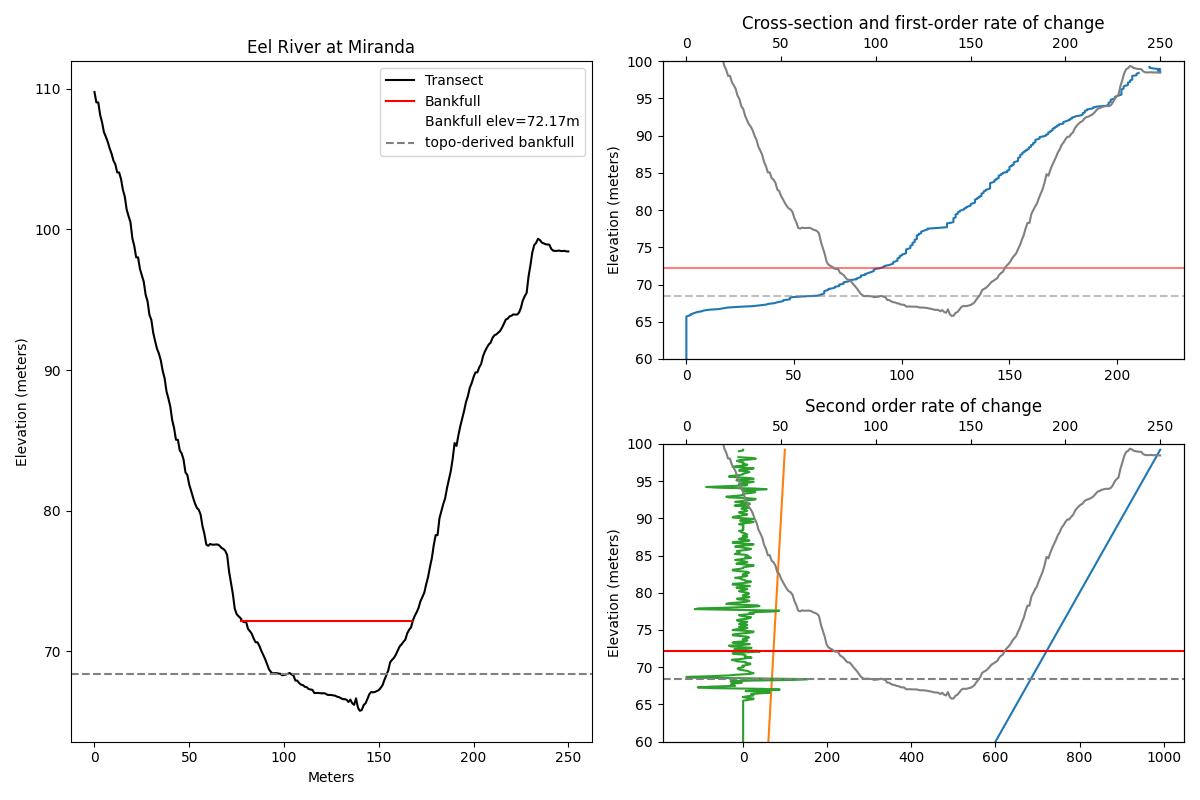 Eel River at Miranda
Transect
Bankfull
Bankfull elev=72.17m
topo-derived bankfull
110
100
90
80
70
Elevation (meters)
0 50 100 150 200 250
Meters
Cross-section and first-order rate of change
0 50 100 150 200 250
100
95
90
85
80
75
70
65
60
Elevation (meters)
0 50 100 150 200
Second order rate of change
0 50 100 150 200 250
100
95
90
85
80
75
70
65
60
Elevation (meters)
0 200 400 600 800 1000